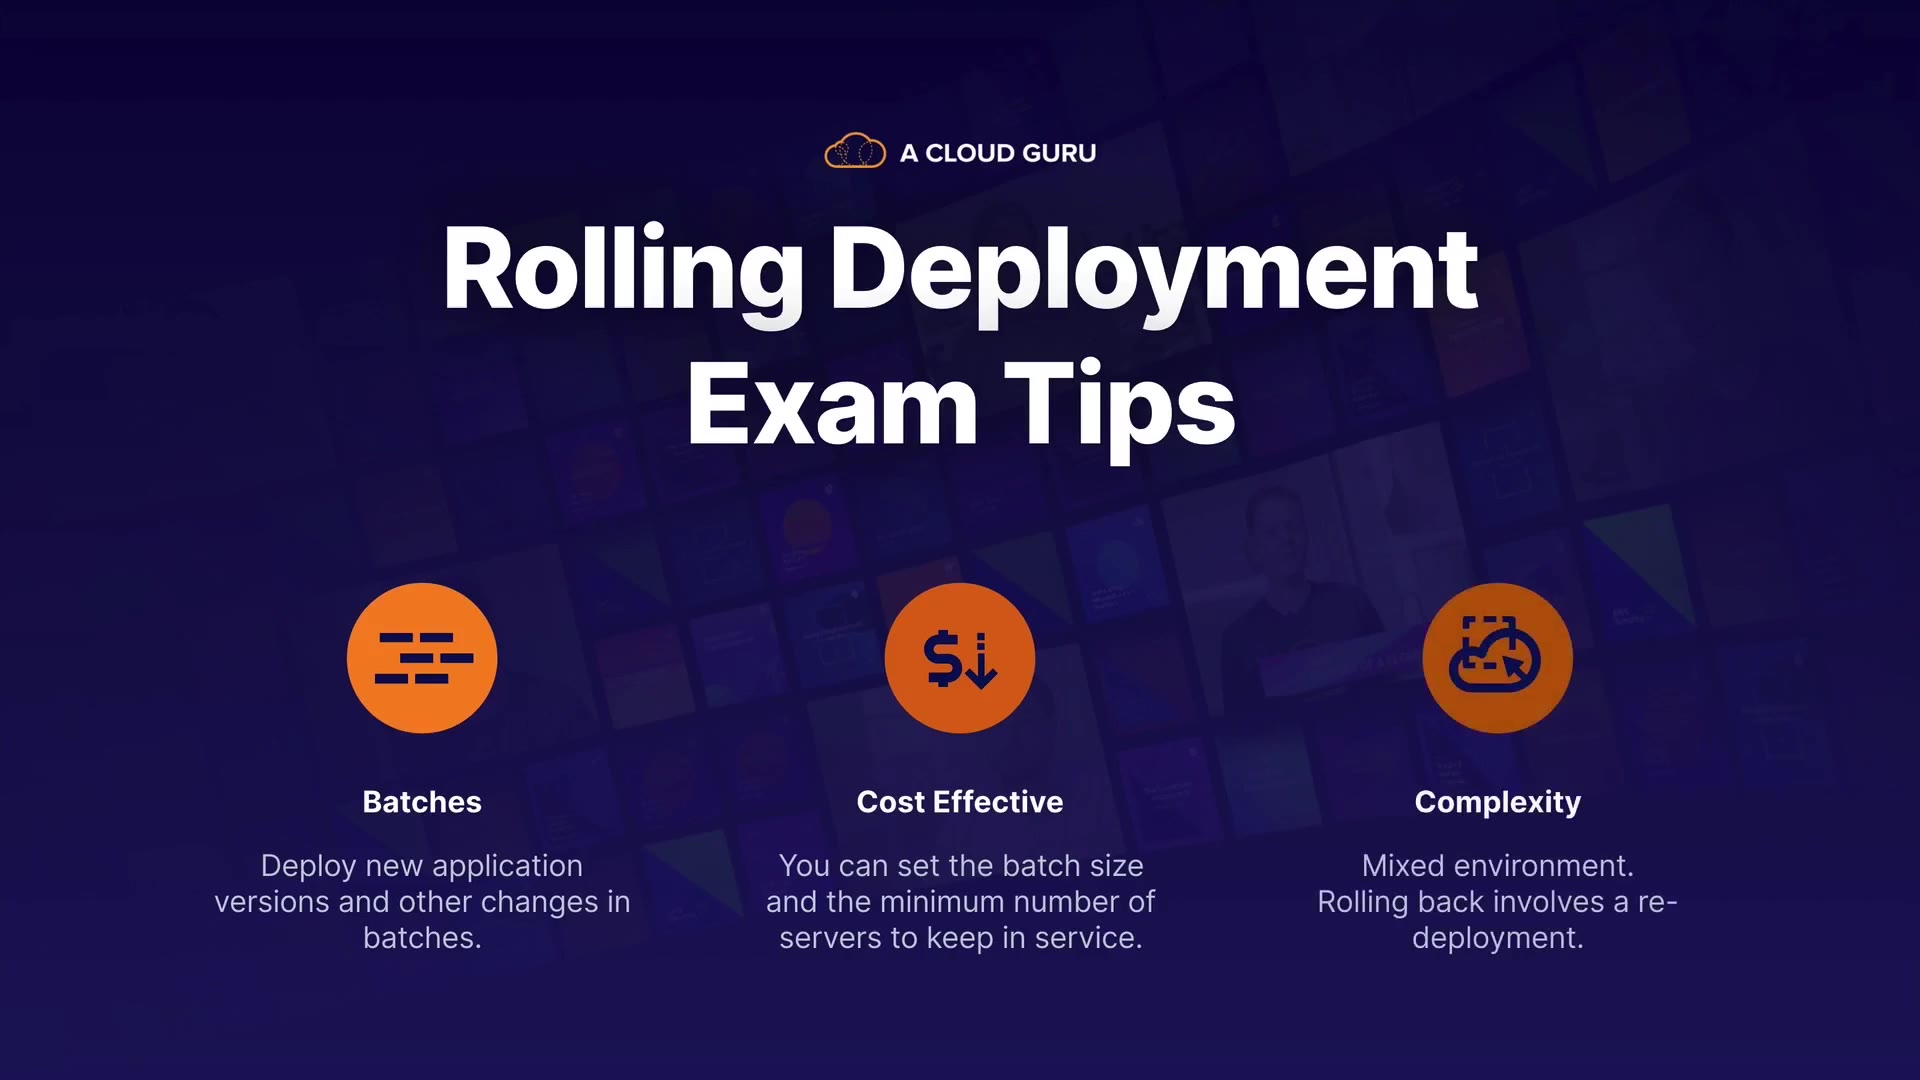 A CLOUD GURU
Rolling Deployment
Exam Tips
Batches
Deploy new application
versions and other changes in
batches.
Cost Effective
You can set the batch size
and the minimum number of
servers to keep in service.
Complexity
Mixed environment.
Rolling back involves a re-
deployment.